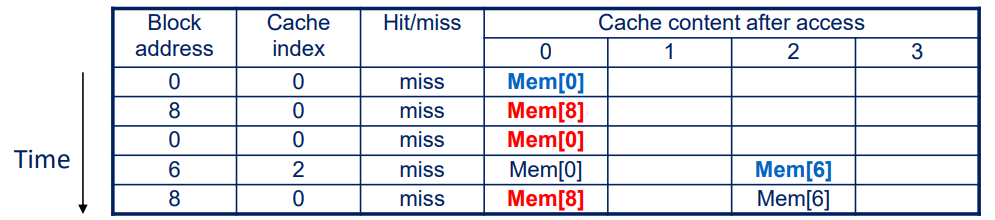 Block address Cache index Hit/miss Cache content after access
0 1 2 3
0 0 miss Mem[0]
8 0 miss Mem[8]
0 0 miss Mem[0]
Time
6 2 miss Mem[0] Mem[6]
8 0 miss Mem[8] Mem[6]